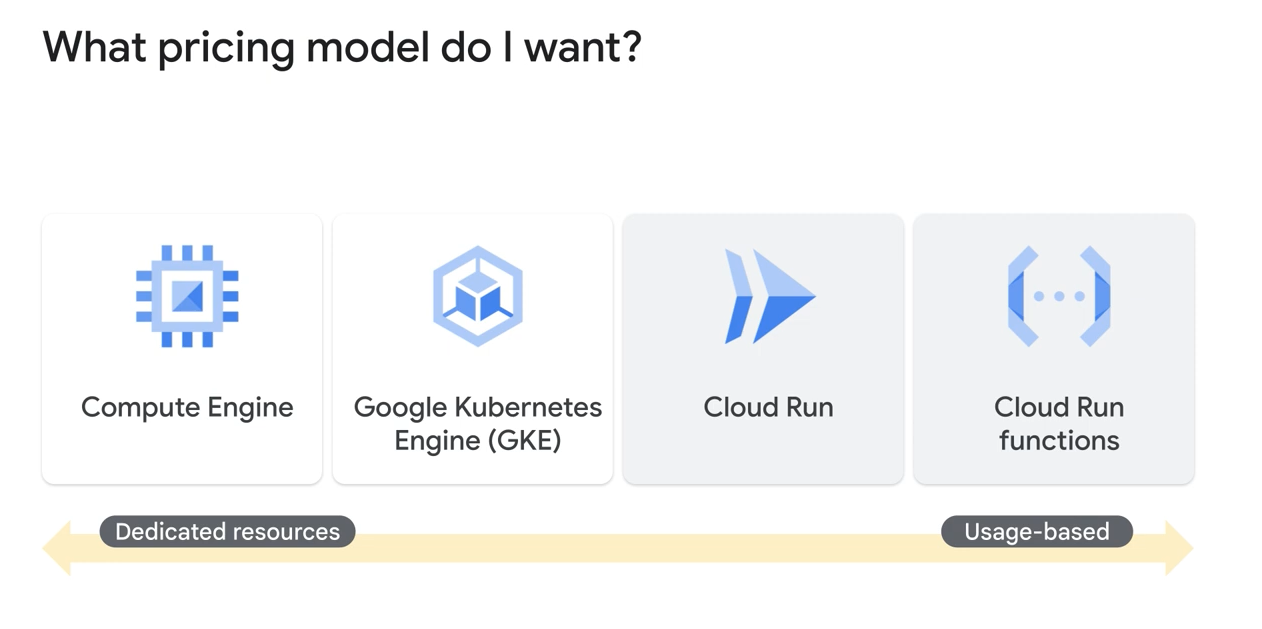 What pricing model do I want?
Compute Engine
Google Kubernetes
Engine (GKE)
Cloud Run
Cloud Run
functions
Dedicated resources
Usage-based